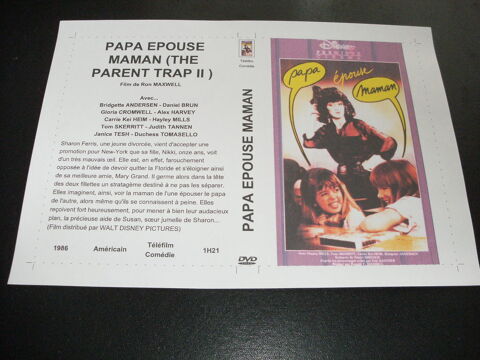 PAPA EPOUSE
MAMAN (THE
PARENT TRAP II )
Film de Ron MAXWELL
Avec...
Bridgette ANDERSEN - Daniel BRUN
Gloria CROMWELL - Alex HARVEY
Carrie Kei HEIM - Hayley MILLS
Tom SKERRITT - Judith TANNEN
Janice TESH - Duchess TOMASELLO
Sharon Ferris, une jeune divorcée, vient d'accepter une
promotion pour New-York que sa fille, Nikki, onze ans, voit
d'un très mauvais œil. Elle est, en effet, farouchement
opposée à l'idée de devoir quitter la Floride et s'éloigner ainsi
de sa meilleure amie, Mary Grand. Il germe alors dans la tête
des deux fillettes un stratagème destiné à ne pas les séparer.
Elles imaginent, ainsi, voir la maman de l'une épouser le papa
de l'autre, alors même qu'ils se connaissent à peine. Elles
reçoivent fort heureusement, pour mener à bien leur audacieux
plan, la précieuse aide de Susan, sœur jumelle de Sharon...
(Film distribué par WALT DISNEY PICTURES)
1986 Américain Téléfilm Comédie 1H21
Téléfilm
Comédie
PAPA EPOUSE MAMAN
DVD
Disney
papa
épouse
maman